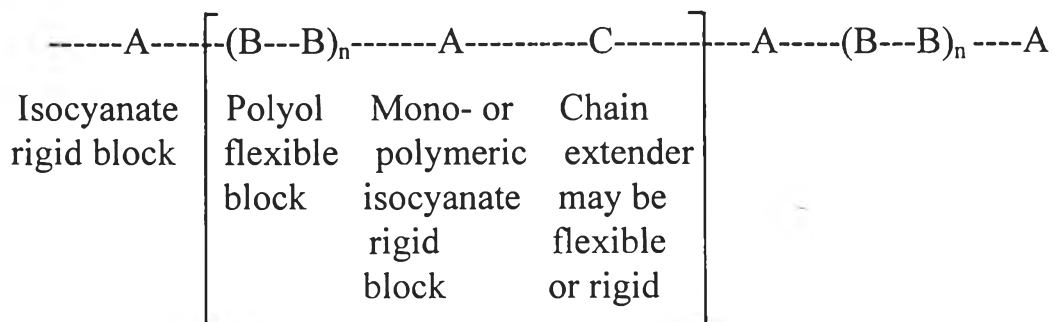 ------A-----(B---B)n-------A----------C-----------A-----(B---B)n ----A
Isocyanate Polyol Mono- or Chain
rigid block flexible polymeric extender
block isocyanate may be
rigid flexible
block or rigid